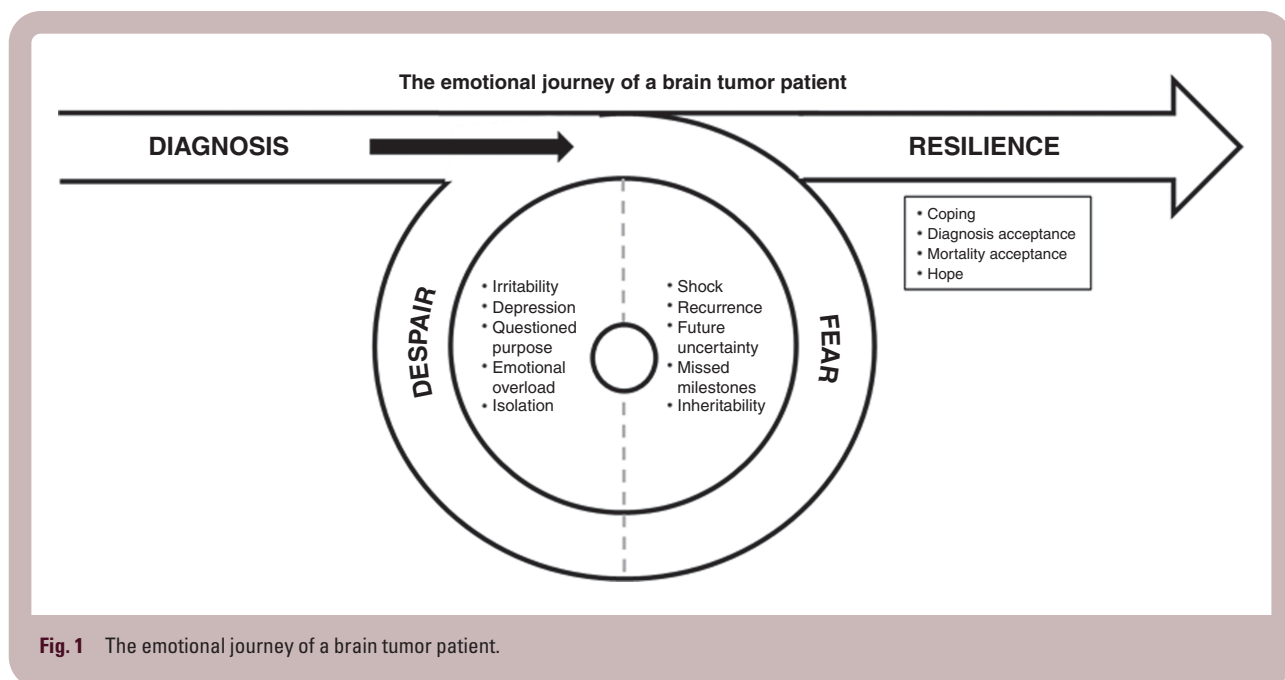 The emotional journey of a brain tumor patient
DIAGNOSIS
RESILIENCE
• Coping
• Diagnosis acceptance
• Mortality acceptance
• Hope
DESPAIR
• Irritability
• Depression
• Questioned
purpose
• Emotional
overload
• Isolation
• Shock
• Recurrence
• Future
uncertainty
• Missed
milestones
• Inheritability
FEAR
Fig. 1 The emotional journey of a brain tumor patient.